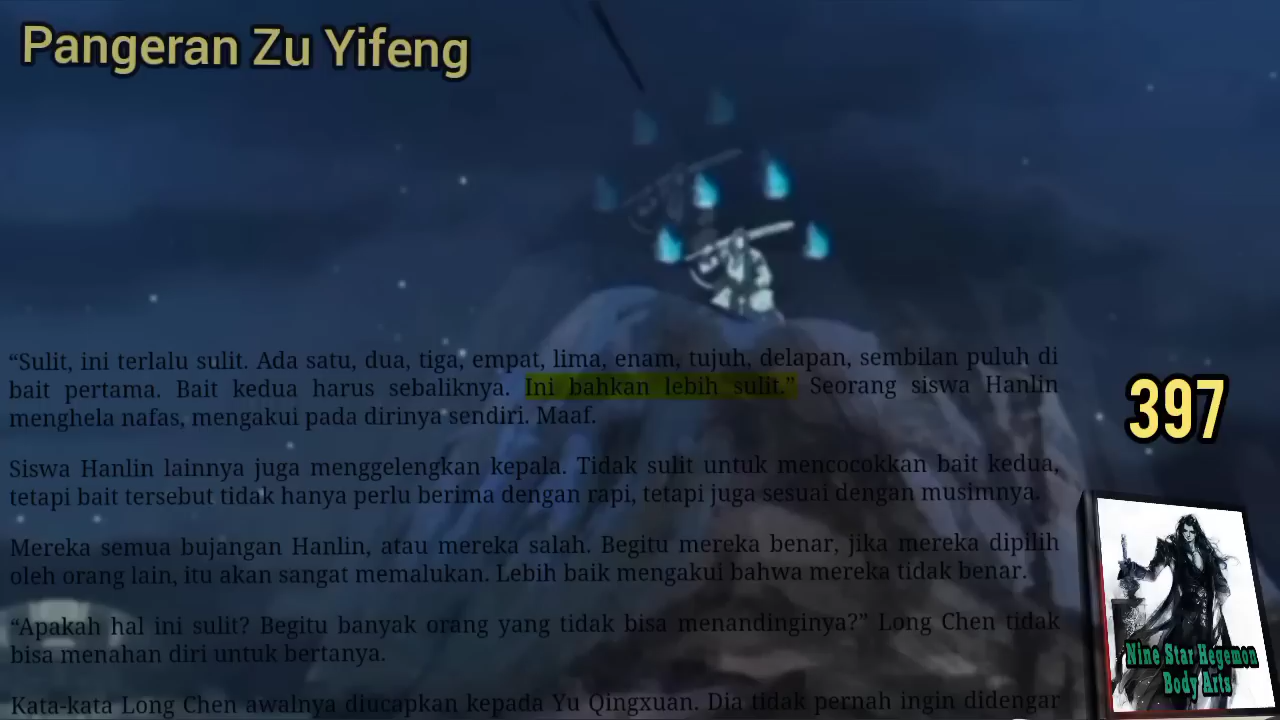 Pangeran Zu Yifeng
“Sulit, ini terlalu sulit. Ada satu, dua, tiga, empat, lima, enam, tujuh, delapan, sembilan puluh di
bait pertama. Bait kedua harus sebaliknya. Ini bahkan lebih sulit.” Seorang siswa Hanlin
menghela nafas, mengakui pada dirinya sendiri. Maaf.
Siswa Hanlin lainnya juga menggelengkan kepala. Tidak sulit untuk mencocokkan bait kedua,
tetapi bait tersebut tidak hanya perlu berima dengan rapi, tetapi juga sesuai dengan musimnya.
Mereka semua bujangan Hanlin, atau mereka salah. Begitu mereka benar, jika mereka dipilih
oleh orang lain, itu akan sangat memalukan. Lebih baik mengakui bahwa mereka tidak benar.
“Apakah hal ini sulit? Begitu banyak orang yang tidak bisa menandinginya?” Long Chen tidak
bisa menahan diri untuk bertanya.
Kata-kata Long Chen awalnya diucapkan kepada Yu Qingxuan. Dia tidak pernah ingin didengar
397
Nine Star Hegemon
Body Arts